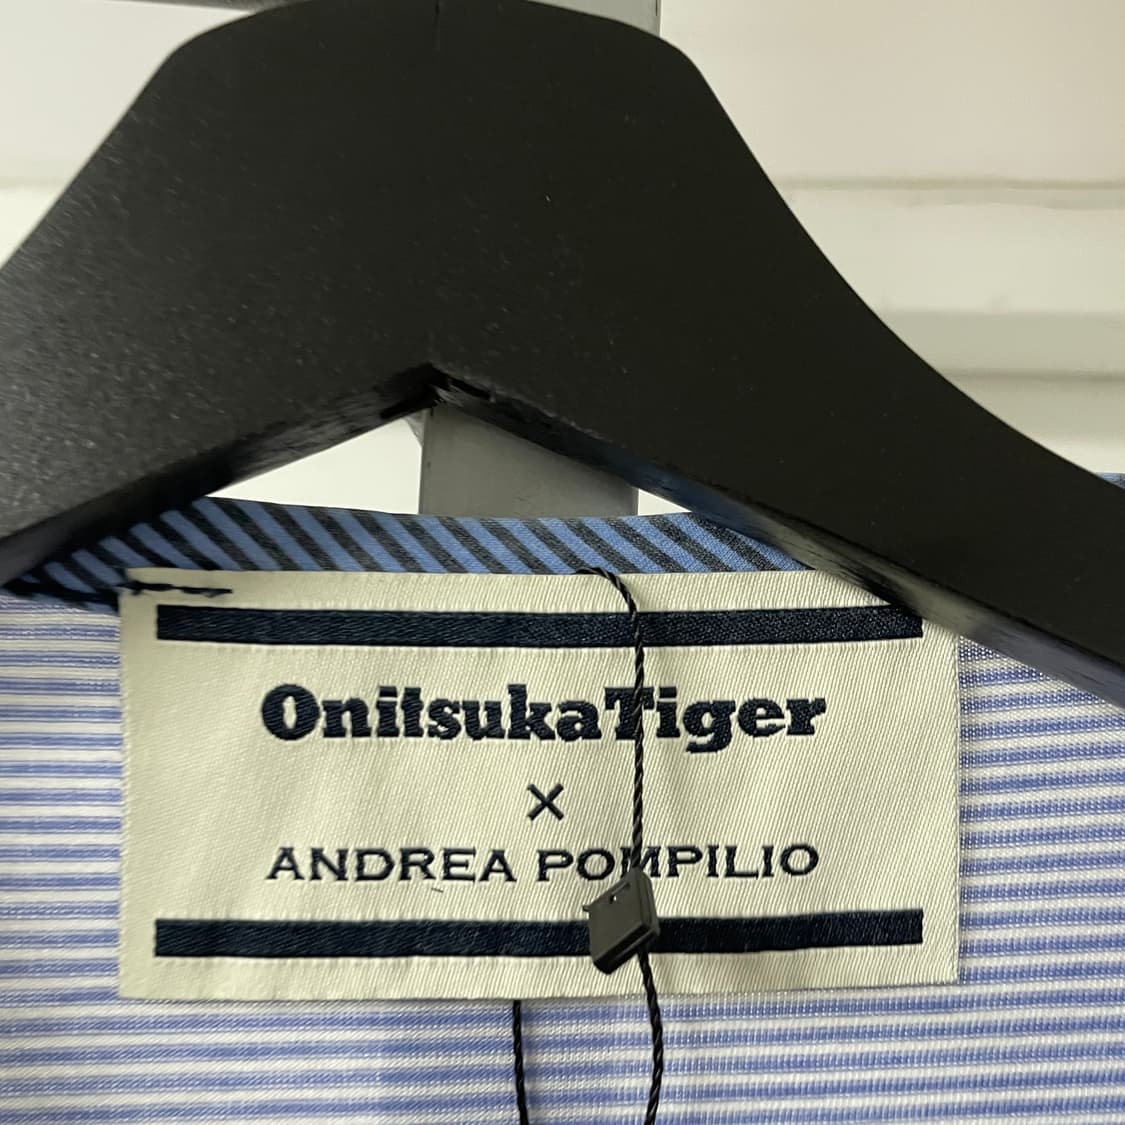 OnitsukaTiger
×
ANDREA POMPILIO